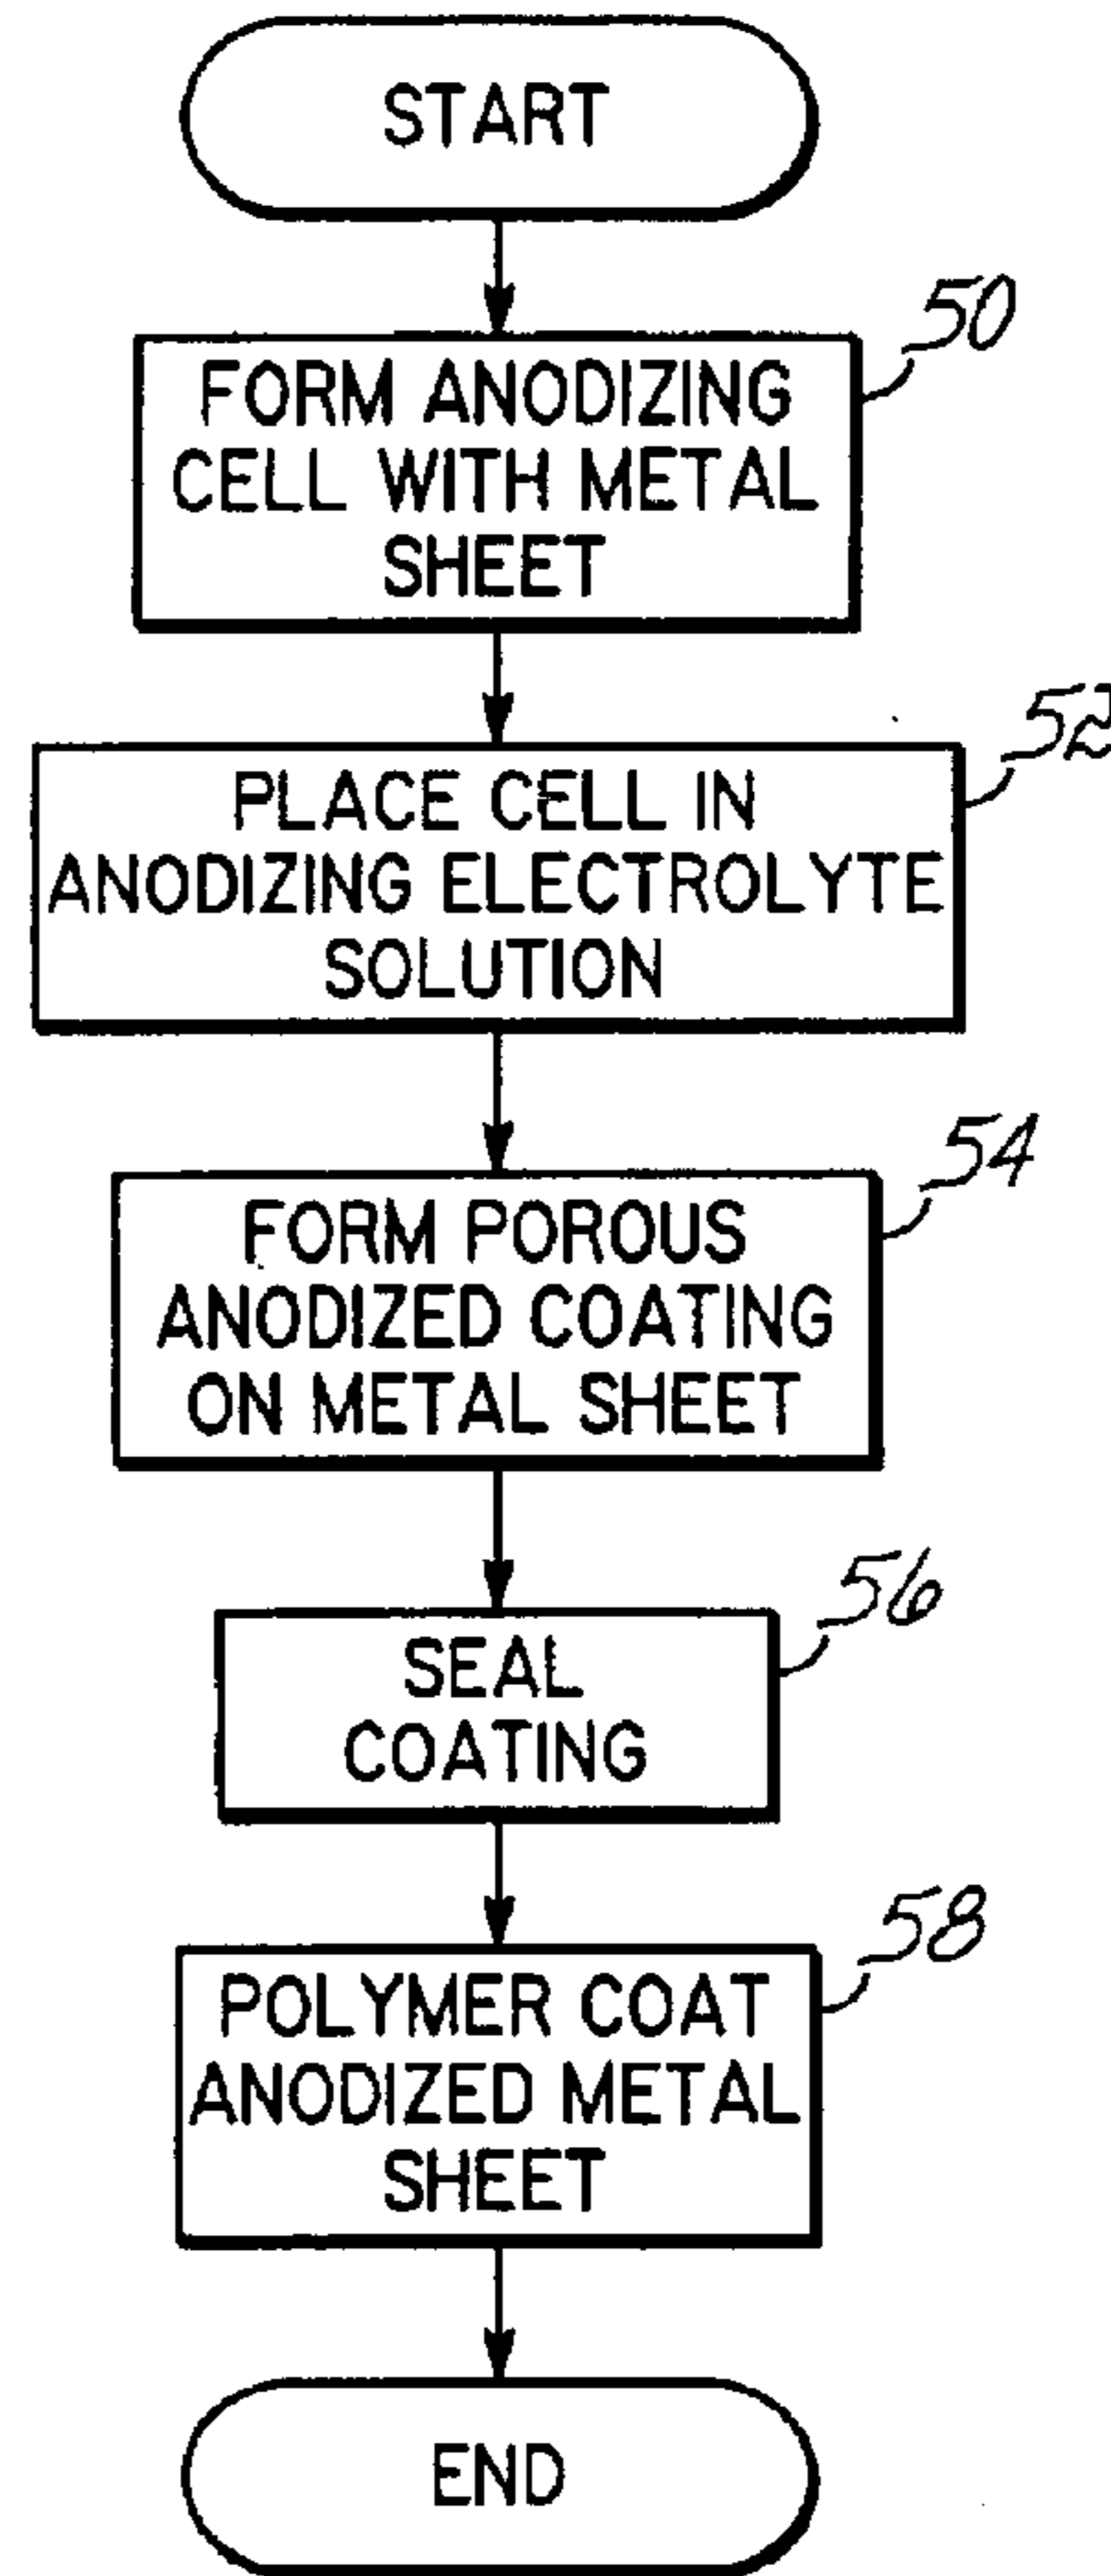 START
50
FORM ANODIZING
CELL WITH METAL
SHEET
52
PLACE CELL IN
ANODIZING ELECTROLYTE
SOLUTION
54
FORM POROUS
ANODIZED COATING
ON METAL SHEET
56
SEAL
COATING
58
POLYMER COAT
ANODIZED METAL
SHEET
END